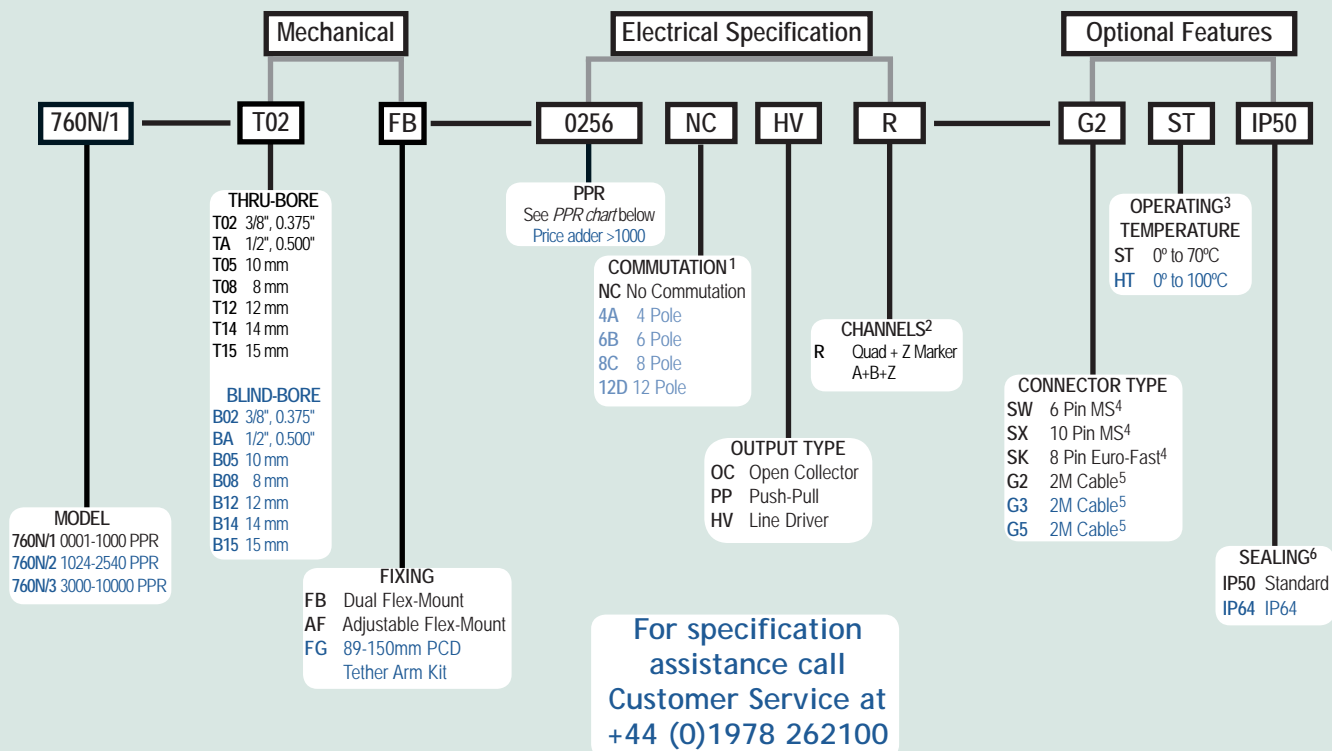 Mechanical
Electrical Specification
Optional Features
760N/1
T02
FB
0256
NC
HV
R
G2
ST
IP50
MODEL
760N/1 0001-1000 PPR
760N/2 1024-2540 PPR
760N/3 3000-10000 PPR
THRU-BORE
T02 3/8", 0.375"
TA 1/2", 0.500"
T05 10 mm
T08 8 mm
T12 12 mm
T14 14 mm
T15 15 mm
BLIND-BORE
B02 3/8", 0.375"
BA 1/2", 0.500"
B05 10 mm
B08 8 mm
B12 12 mm
B14 14 mm
B15 15 mm
FIXING
FB Dual Flex-Mount
AF Adjustable Flex-Mount
FG 89-150mm PCD
Tether Arm Kit
PPR
See PPR chart below
Price adder >1000
COMMUTATION1
NC No Commutation
4A 4 Pole
6B 6 Pole
8C 8 Pole
12D 12 Pole
OUTPUT TYPE
OC Open Collector
PP Push-Pull
HV Line Driver
CHANNELS2
R Quad + Z Marker
A+B+Z
CONNECTOR TYPE
SW 6 Pin MS4
SX 10 Pin MS4
SK 8 Pin Euro-Fast4
G2 2M Cable5
G3 2M Cable5
G5 2M Cable5
OPERATING3
TEMPERATURE
ST 0º to 70ºC
HT 0º to 100ºC
SEALING6
IP50 Standard
IP64 IP64
For specification
assistance call
Customer Service at
+44 (0)1978 262100